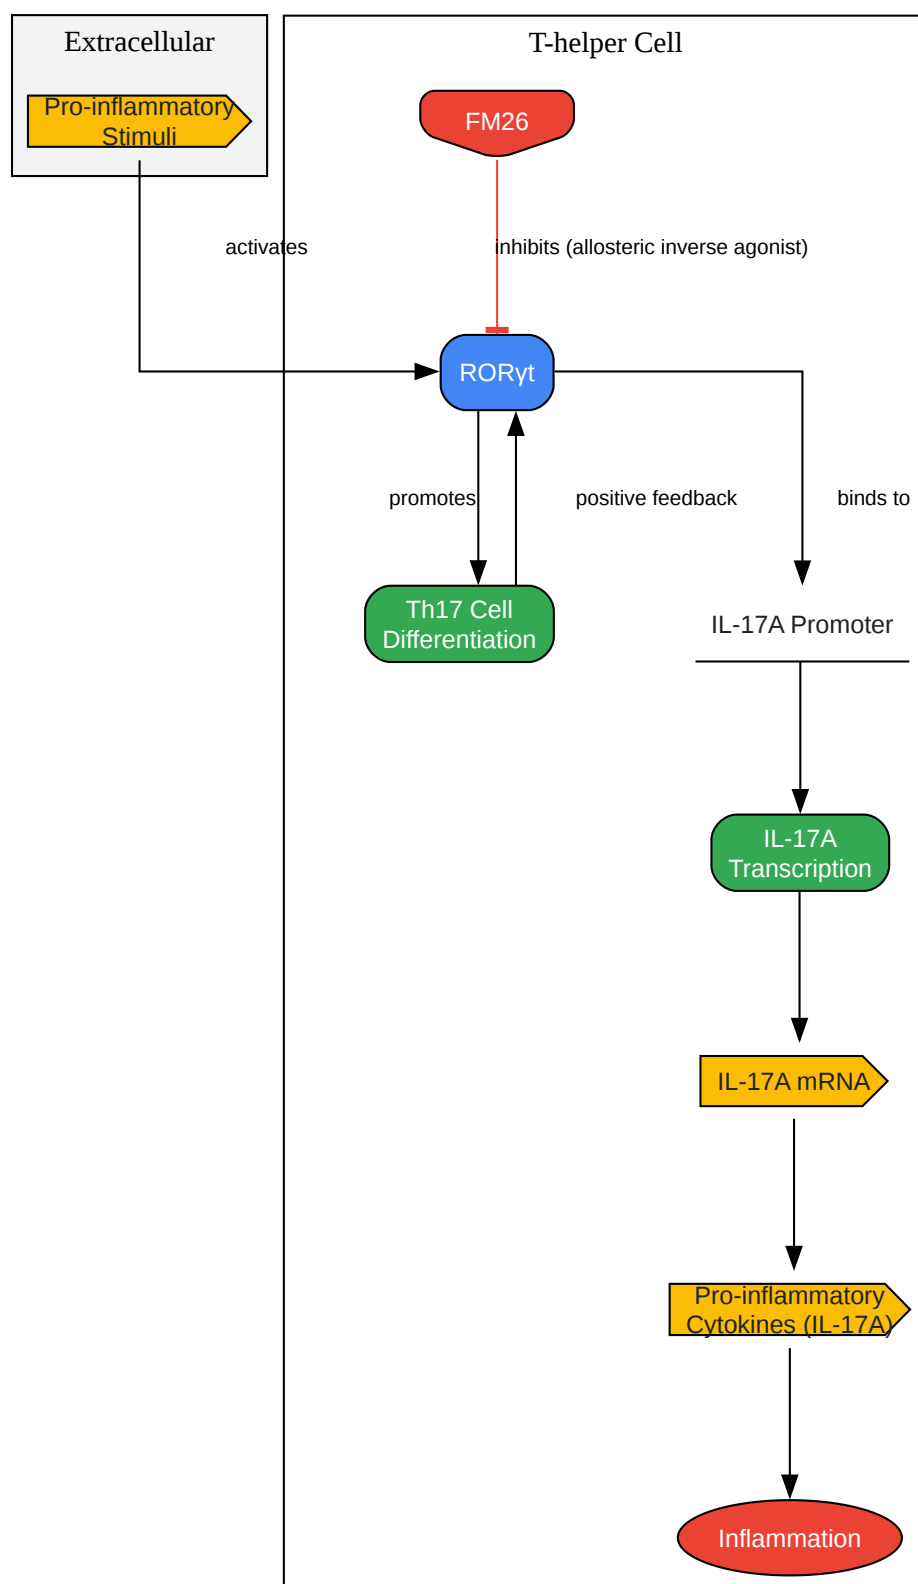 Extracellular
T-helper Cell
Pro-inflammatory
Stimuli
FM26
activates
inhibits (allosteric inverse agonist)
RORγt
promotes
positive feedback
binds to
Th17 Cell
Differentiation
IL-17A Promoter
IL-17A
Transcription
IL-17A mRNA
Pro-inflammatory
Cytokines (IL-17A)
Inflammation